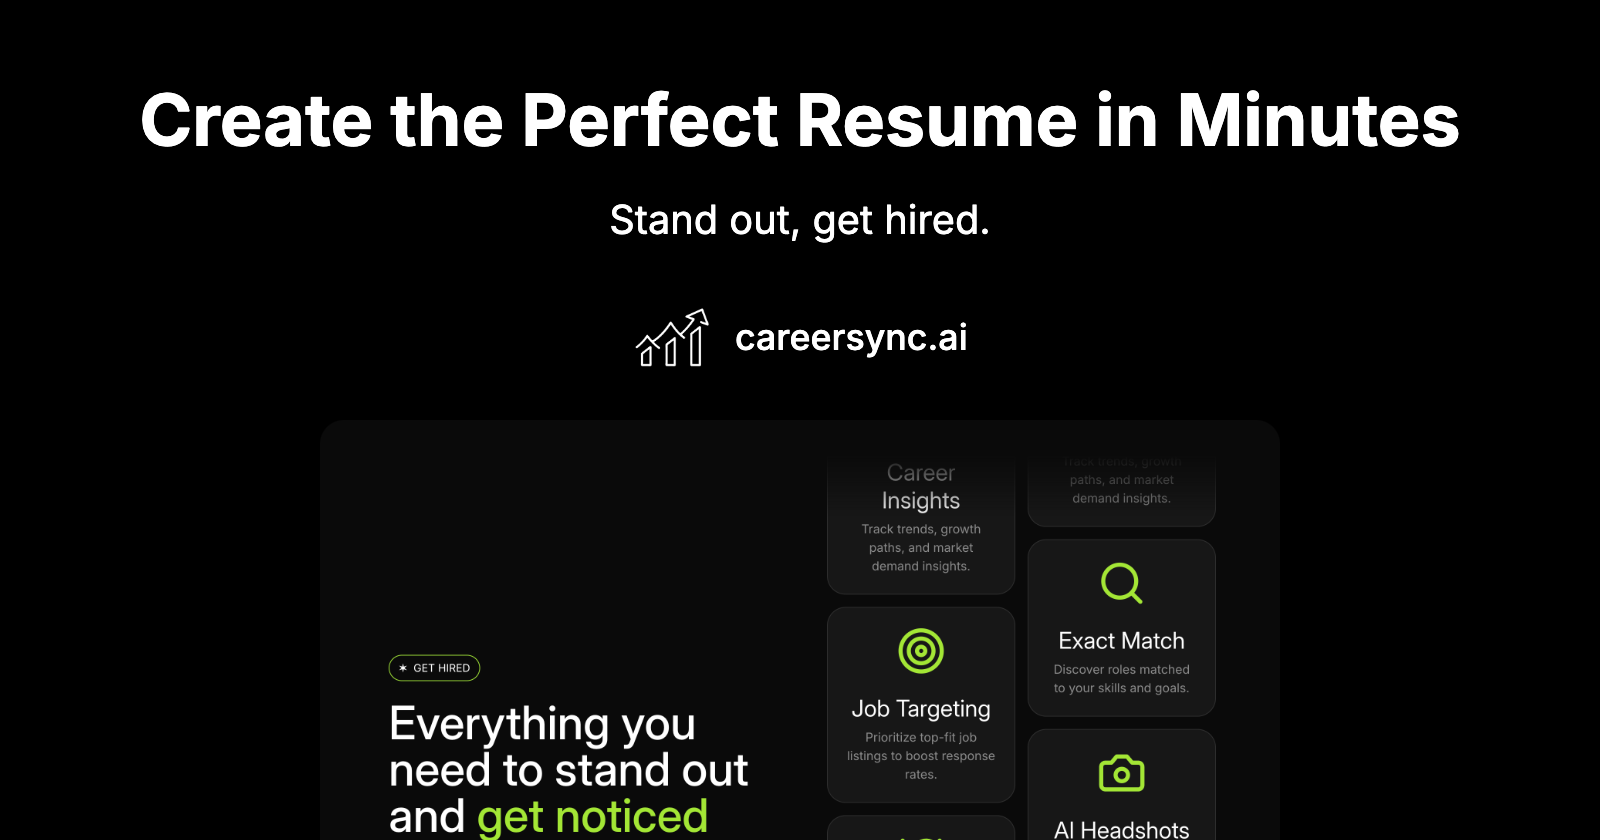 Create the Perfect Resume in Minutes
Stand out, get hired.
careersync.ai
GET HIRED
Everything you
need to stand out
and get noticed
Career
Insights
Track trends, growth
paths, and market
demand insights.
Job Targeting
Prioritize top-fit job
listings to boost response
rates.
Track trends, growth
paths, and market
demand insights.
Exact Match
Discover roles matched
to your skills and goals.
AI Headshots